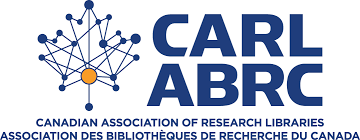 CARL
ABRC
CANADIAN ASSOCIATION OF RESEARCH LIBRARIES
ASSOCIATION DES BIBLIOTHÈQUES DE RECHERCHE DU CANADA